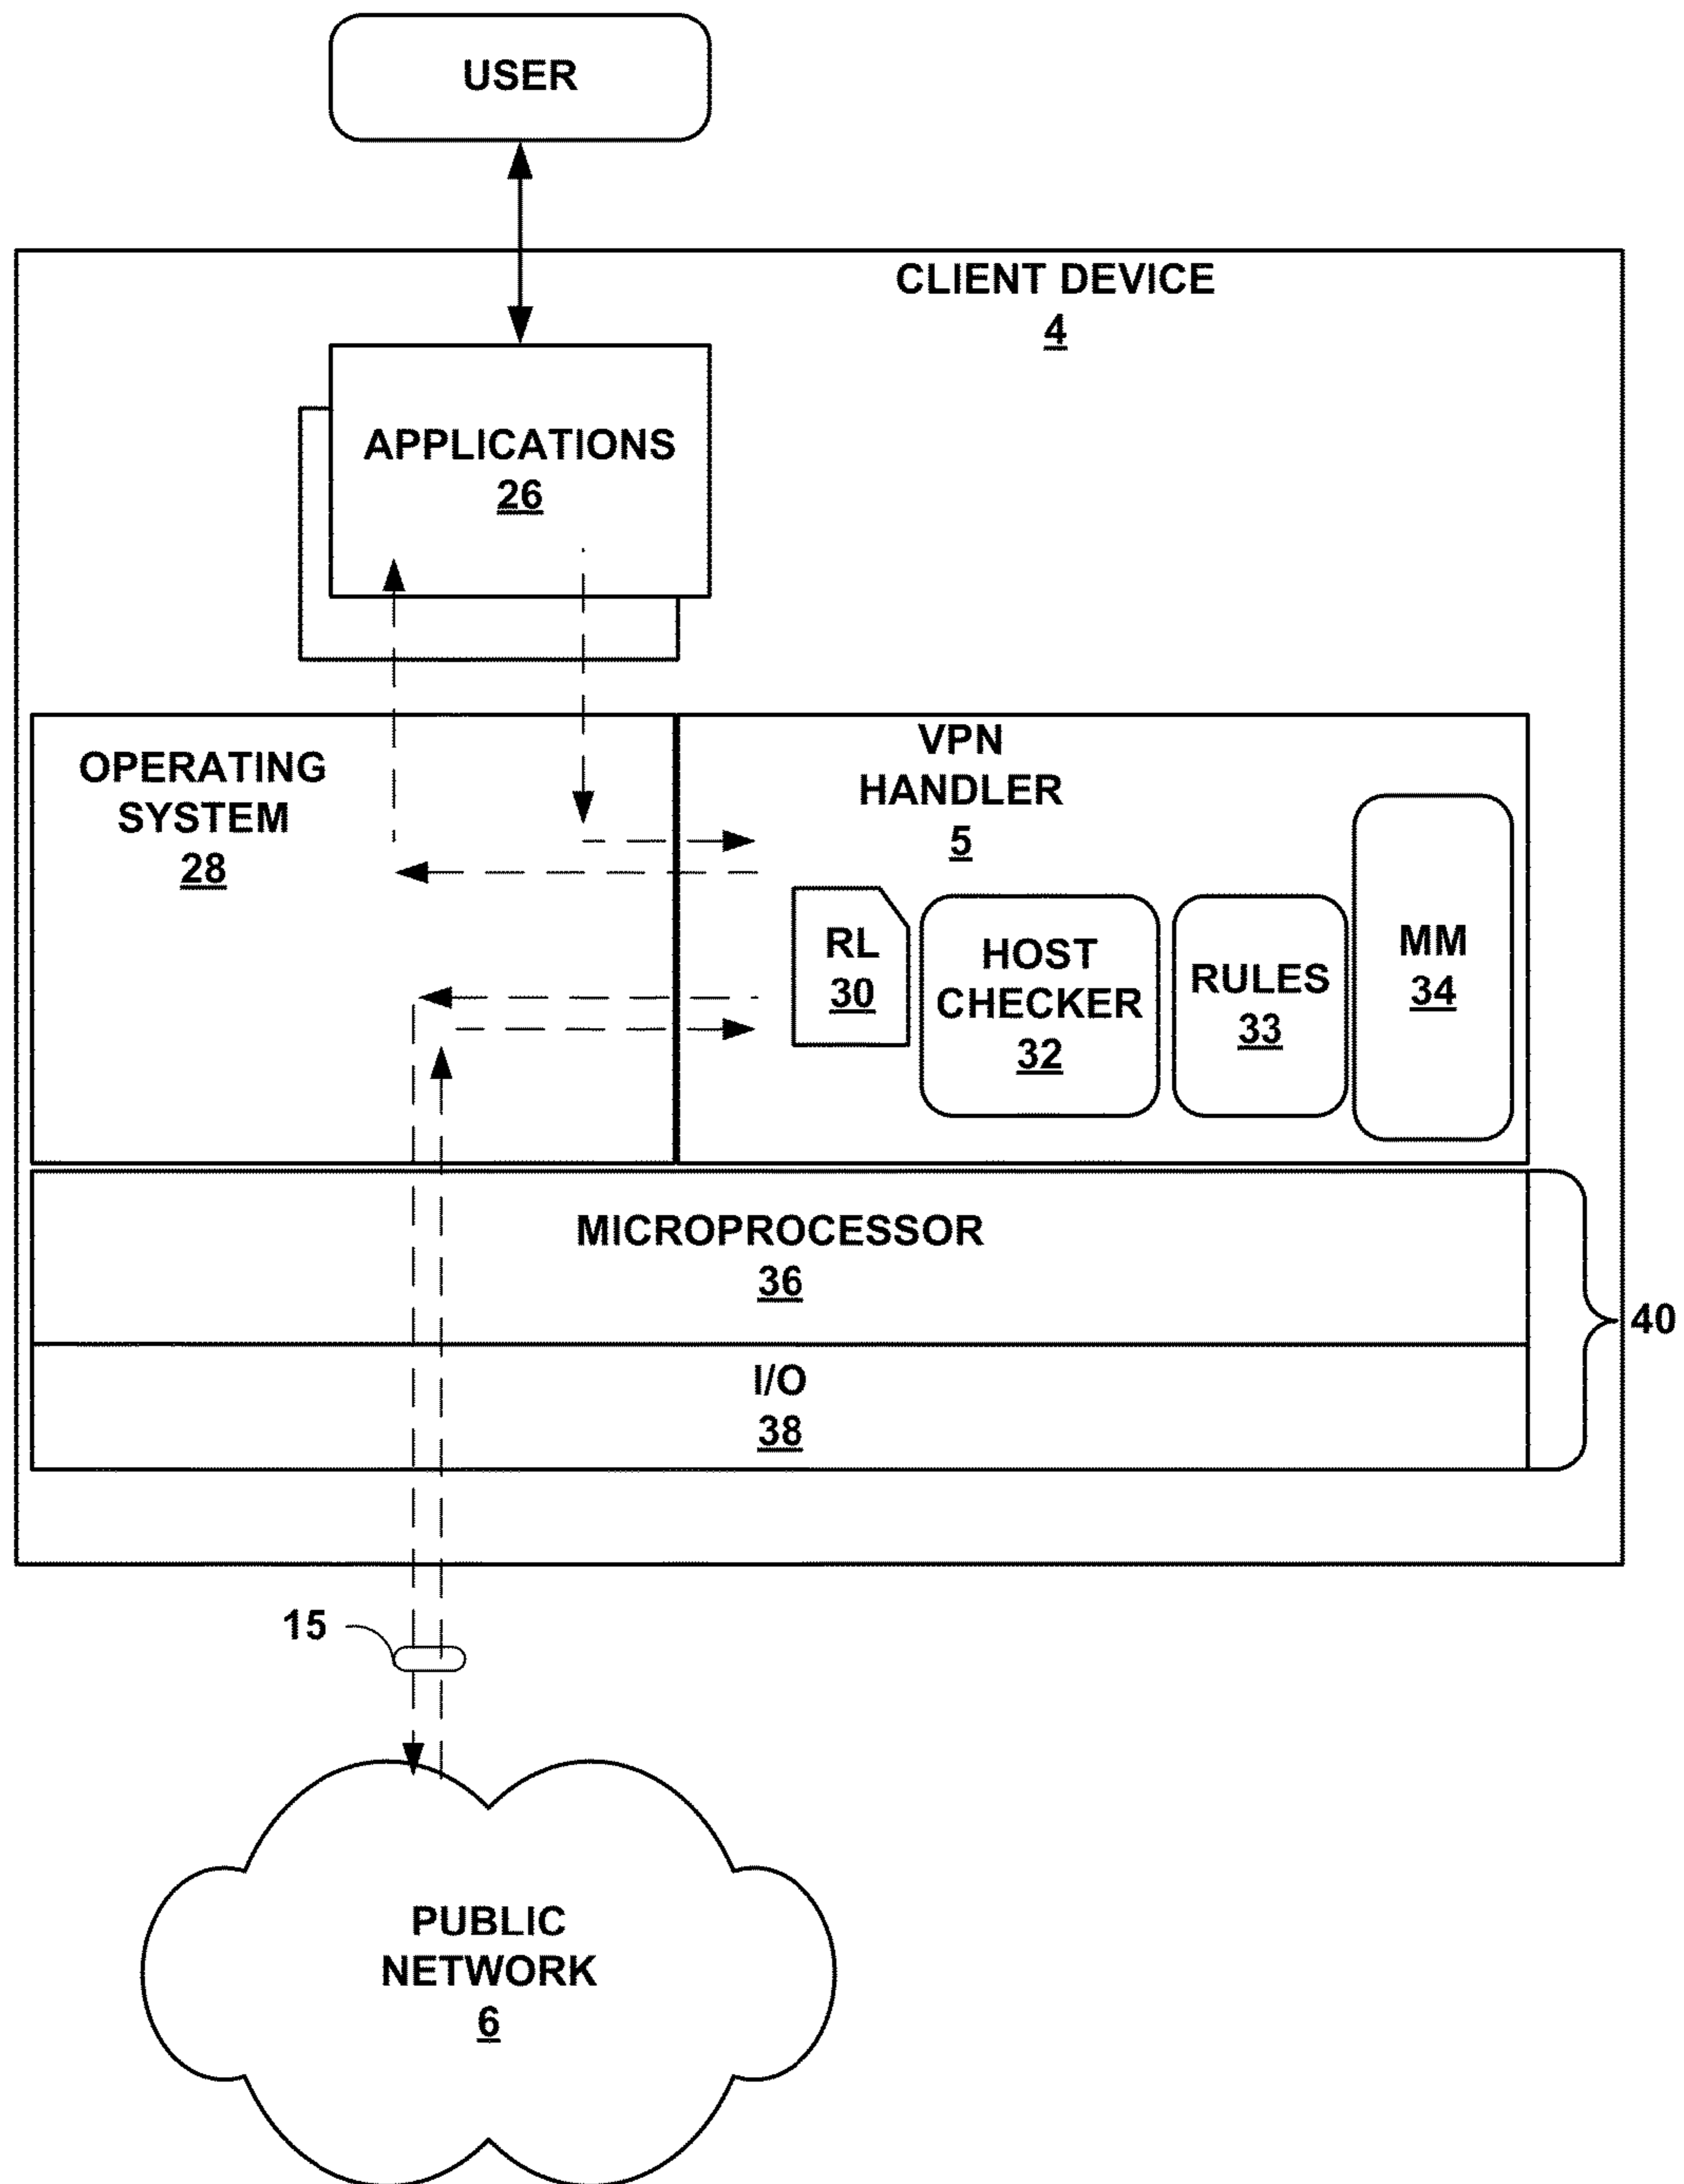 USER
CLIENT DEVICE
4
APPLICATIONS
26
OPERATING
SYSTEM
28
VPN
HANDLER
5
RL
30
HOST
CHECKER
32
RULES
33
MM
34
MICROPROCESSOR
36
I/O
38
40
15
PUBLIC
NETWORK
6